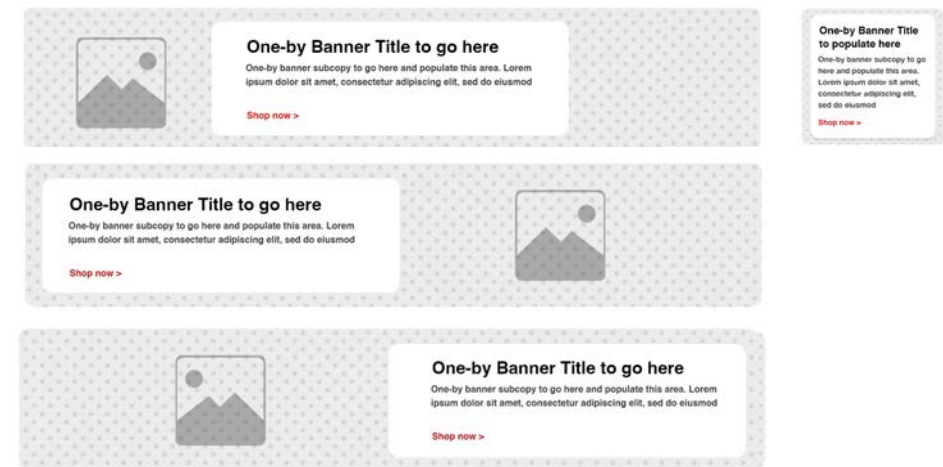 One-by Banner Title to go here
One-by banner subcopy to go here and populate this area. Lorem
ipsum dolor sit amet, consectetur adipiscing elit, sed do eiusmod
Shop now >
One-by Banner Title
to populate here
One-by banner subcopy to go
here and populate this area.
Lorem ipsum dolor sit amet,
consectetur adipiscing elit,
sed do eiusmod
Shop now >
One-by Banner Title to go here
One-by banner subcopy to go here and populate this area. Lorem
ipsum dolor sit amet, consectetur adipiscing elit, sed do eiusmod
Shop now >
One-by Banner Title to go here
One-by banner subcopy to go here and populate this area. Lorem
ipsum dolor sit amet, consectetur adipiscing elit, sed do eiusmod
Shop now >